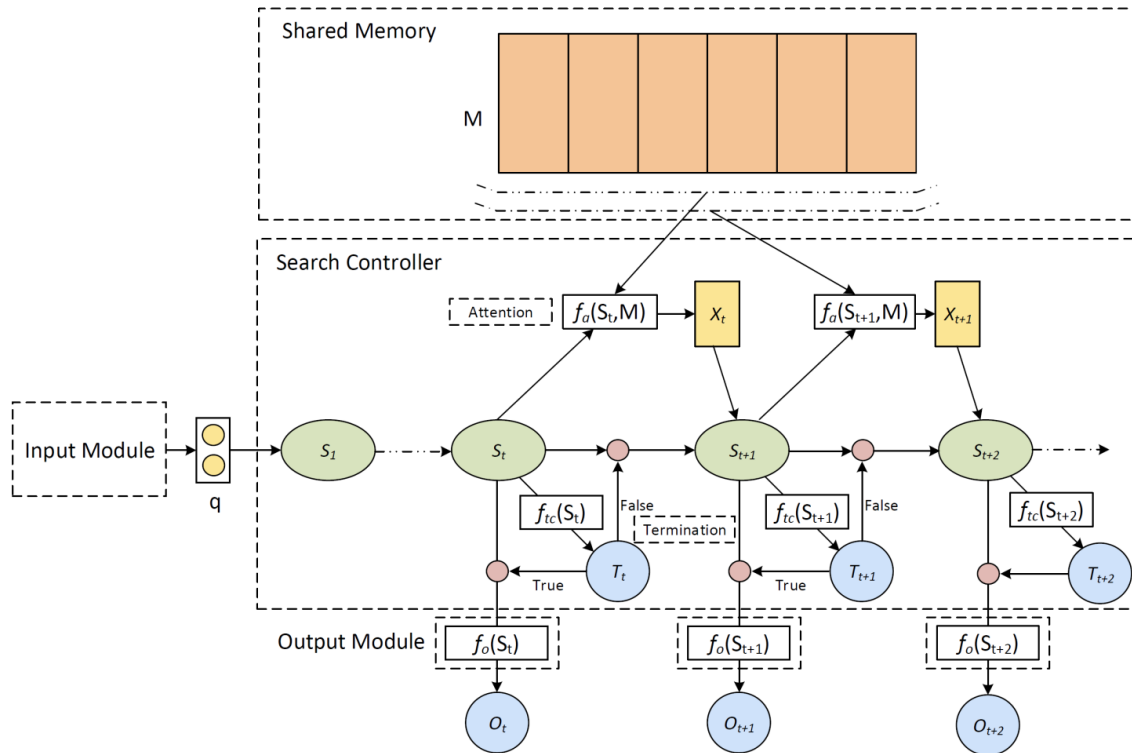 Shared Memory
M
Search Controller
Attention
fa(St,M)
Xt
fa(St+1,M)
Xt+1
Input Module
q
S1
St
St+1
St+2
ftc(St)
False
Termination
ftc(St+1)
False
ftc(St+2)
True
Tt
True
Tt+1
Tt+2
Output Module
fo(St)
fo(St+1)
fo(St+2)
Ot
Ot+1
Ot+2